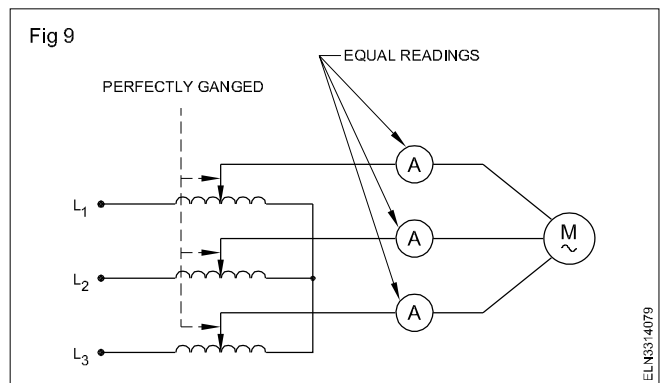 Fig 9
EQUAL READINGS
PERFECTLY GANGED
A
L1
A
M
~
L2
A
L3
ELN3314079